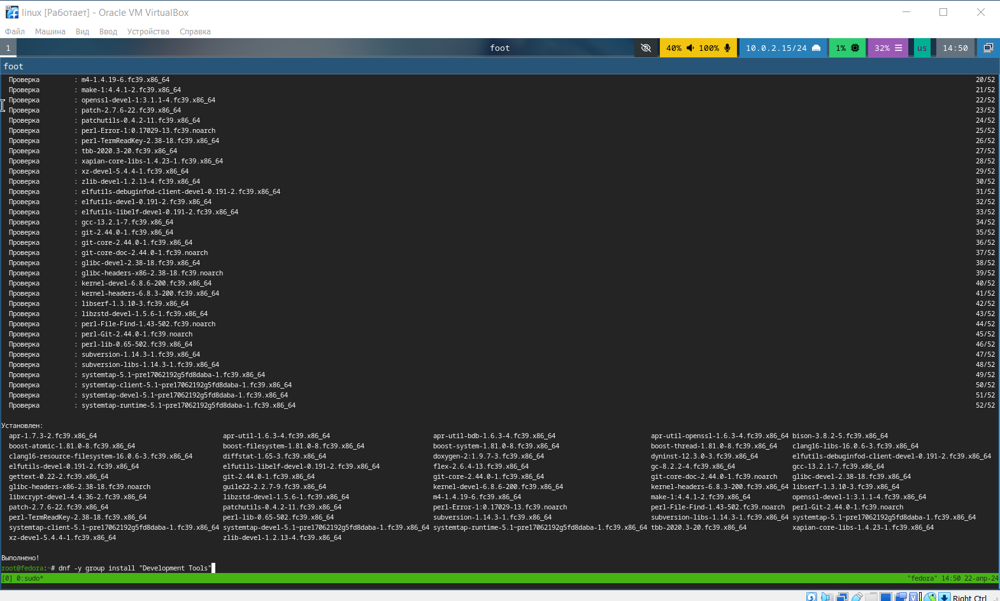 linux [Работает] - Oracle VM VirtualBox
Файл Машина Вид Ввод Устройства Справка
1 foot 40% 100% 10.0.2.15/24 1% 32% us 14:50
foot
Проверка : m4-1.4.19-6.fc39.x86_64 20/52
Проверка : make-1:4.4.1-2.fc39.x86_64 21/52
Проверка : openssl-devel-1:3.1.1-4.fc39.x86_64 22/52
Проверка : patch-2.7.6-22.fc39.x86_64 23/52
Проверка : patchutils-0.4.2-11.fc39.x86_64 24/52
Проверка : perl-Error-1:0.17029-13.fc39.noarch 25/52
Проверка : perl-TermReadKey-2.38-18.fc39.x86_64 26/52
Проверка : tbb-2020.3-20.fc39.x86_64 27/52
Проверка : xapian-core-libs-1.4.23-1.fc39.x86_64 28/52
Проверка : xz-devel-5.4.4-1.fc39.x86_64 29/52
Проверка : zlib-devel-1.2.13-4.fc39.x86_64 30/52
Проверка : elfutils-debuginfod-client-devel-0.191-2.fc39.x86_64 31/52
Проверка : elfutils-devel-0.191-2.fc39.x86_64 32/52
Проверка : elfutils-libelf-devel-0.191-2.fc39.x86_64 33/52
Проверка : gcc-13.2.1-7.fc39.x86_64 34/52
Проверка : git-2.44.0-1.fc39.x86_64 35/52
Проверка : git-core-2.44.0-1.fc39.x86_64 36/52
Проверка : git-core-doc-2.44.0-1.fc39.noarch 37/52
Проверка : glibc-devel-2.38-18.fc39.x86_64 38/52
Проверка : glibc-headers-x86-2.38-18.fc39.noarch 39/52
Проверка : kernel-devel-6.8.6-200.fc39.x86_64 40/52
Проверка : kernel-headers-6.8.3-200.fc39.x86_64 41/52
Проверка : libserf-1.3.10-3.fc39.x86_64 42/52
Проверка : libzstd-devel-1.5.6-1.fc39.x86_64 43/52
Проверка : perl-File-Find-1.43-502.fc39.noarch 44/52
Проверка : perl-Git-2.44.0-1.fc39.noarch 45/52
Проверка : perl-lib-0.65-502.fc39.x86_64 46/52
Проверка : subversion-1.14.3-1.fc39.x86_64 47/52
Проверка : subversion-libs-1.14.3-1.fc39.x86_64 48/52
Проверка : systemtap-5.1~pre17062192g5fd8daba-1.fc39.x86_64 49/52
Проверка : systemtap-client-5.1~pre17062192g5fd8daba-1.fc39.x86_64 50/52
Проверка : systemtap-devel-5.1~pre17062192g5fd8daba-1.fc39.x86_64 51/52
Проверка : systemtap-runtime-5.1~pre17062192g5fd8daba-1.fc39.x86_64 52/52
Установлен:
apr-1.7.3-2.fc39.x86_64 apr-util-1.6.3-4.fc39.x86_64 apr-util-bdb-1.6.3-4.fc39.x86_64 apr-util-openssl-1.6.3-4.fc39.x86_64 bison-3.8.2-5.fc39.x86_64
boost-atomic-1.81.0-8.fc39.x86_64 boost-filesystem-1.81.0-8.fc39.x86_64 boost-system-1.81.0-8.fc39.x86_64 boost-thread-1.81.0-8.fc39.x86_64 clang16-libs-16.0.6-3.fc39.x86_64
clang16-resource-filesystem-16.0.6-3.fc39.x86_64 diffstat-1.65-3.fc39.x86_64 doxygen-2:1.9.7-3.fc39.x86_64 dyninst-12.3.0-3.fc39.x86_64 elfutils-debuginfod-client-devel-0.191-2.fc39.x86_64
elfutils-devel-0.191-2.fc39.x86_64 elfutils-libelf-devel-0.191-2.fc39.x86_64 flex-2.6.4-13.fc39.x86_64 gc-8.2.2-4.fc39.x86_64 gcc-13.2.1-7.fc39.x86_64
gettext-0.22-2.fc39.x86_64 git-2.44.0-1.fc39.x86_64 git-core-2.44.0-1.fc39.x86_64 git-core-doc-2.44.0-1.fc39.noarch glibc-devel-2.38-18.fc39.x86_64
glibc-headers-x86-2.38-18.fc39.noarch guile22-2.2.7-9.fc39.x86_64 kernel-devel-6.8.6-200.fc39.x86_64 kernel-headers-6.8.3-200.fc39.x86_64 libserf-1.3.10-3.fc39.x86_64
libxcrypt-devel-4.4.36-2.fc39.x86_64 libzstd-devel-1.5.6-1.fc39.x86_64 m4-1.4.19-6.fc39.x86_64 make-1:4.4.1-2.fc39.x86_64 openssl-devel-1:3.1.1-4.fc39.x86_64
patch-2.7.6-22.fc39.x86_64 patchutils-0.4.2-11.fc39.x86_64 perl-Error-1:0.17029-13.fc39.noarch perl-File-Find-1.43-502.fc39.noarch perl-Git-2.44.0-1.fc39.noarch
perl-TermReadKey-2.38-18.fc39.x86_64 perl-lib-0.65-502.fc39.x86_64 subversion-1.14.3-1.fc39.x86_64 subversion-libs-1.14.3-1.fc39.x86_64 systemtap-5.1~pre17062192g5fd8daba-1.fc39.x86_64
systemtap-client-5.1~pre17062192g5fd8daba-1.fc39.x86_64 systemtap-devel-5.1~pre17062192g5fd8daba-1.fc39.x86_64 systemtap-runtime-5.1~pre17062192g5fd8daba-1.fc39.x86_64 tbb-2020.3-20.fc39.x86_64 xapian-core-libs-1.4.23-1.fc39.x86_64
xz-devel-5.4.4-1.fc39.x86_64 zlib-devel-1.2.13-4.fc39.x86_64
Выполнено!
root@fedora:~# dnf -y group install "Development Tools"
[0] 0:sudo* "fedora" 14:50 22-апр-24
Right Ctrl